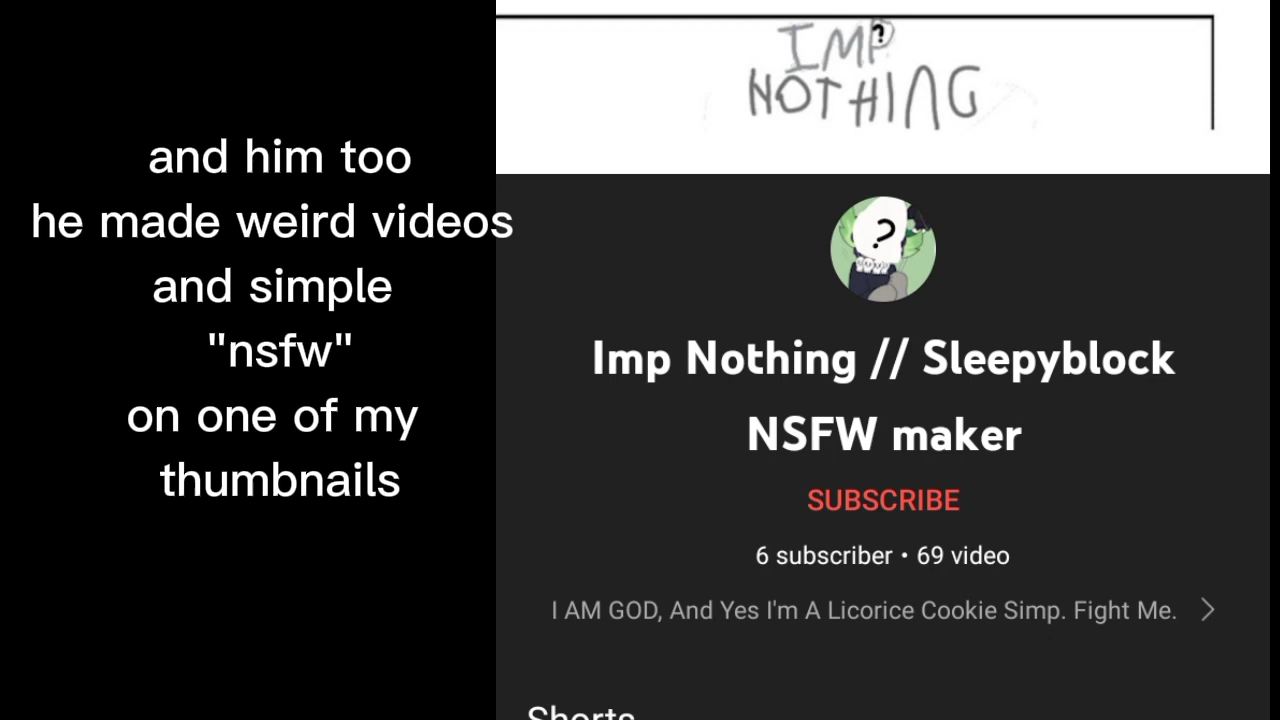 and him too
he made weird videos
and simple
"nsfw"
on one of my
thumbnails
IMP
?
NOTHING
?
Imp Nothing // Sleepyblock
NSFW maker
SUBSCRIBE
6 subscriber • 69 video
I AM GOD, And Yes I'm A Licorice Cookie Simp. Fight Me.
Shorts